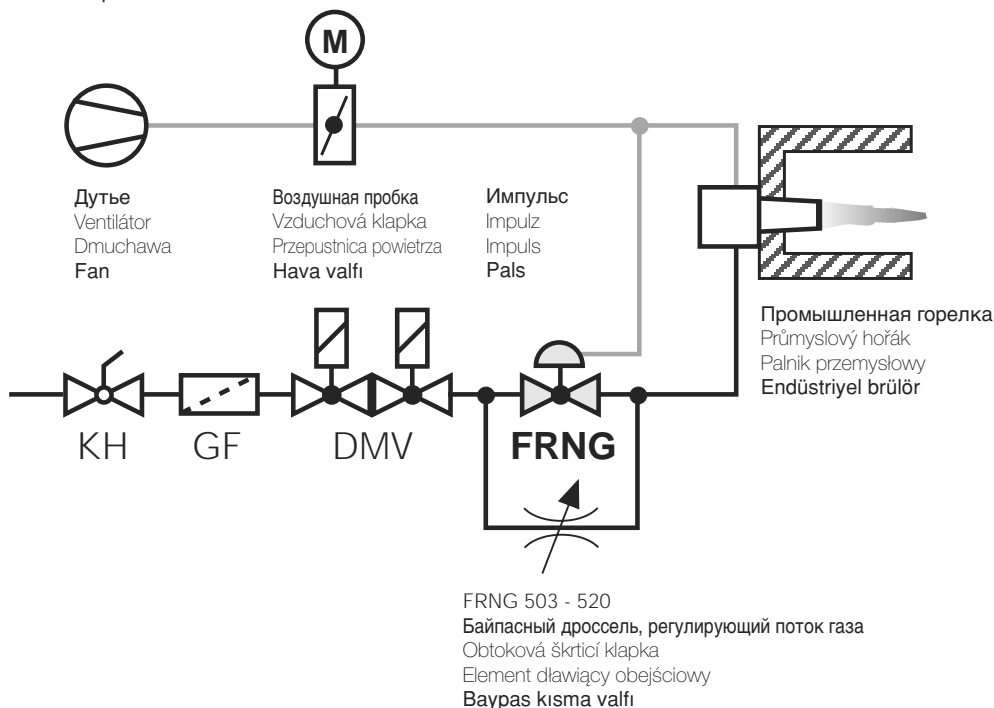 M
Дутье
Ventilátor
Dmuchawa
Fan
Воздушная пробка
Vzduchová klapka
Przepustnica powietrza
Hava valfı
Импульс
Impulz
Impuls
Pals
Промышленная горелка
Průmyslový hořák
Palnik przemysłowy
Endüstriyel brülör
KH
GF
DMV
FRNG
FRNG 503 - 520
Байпасный дроссель, регулирующий поток газа
Obtoková škrticí klapka
Element dławiący obejściowy
Baypas kısma valfı